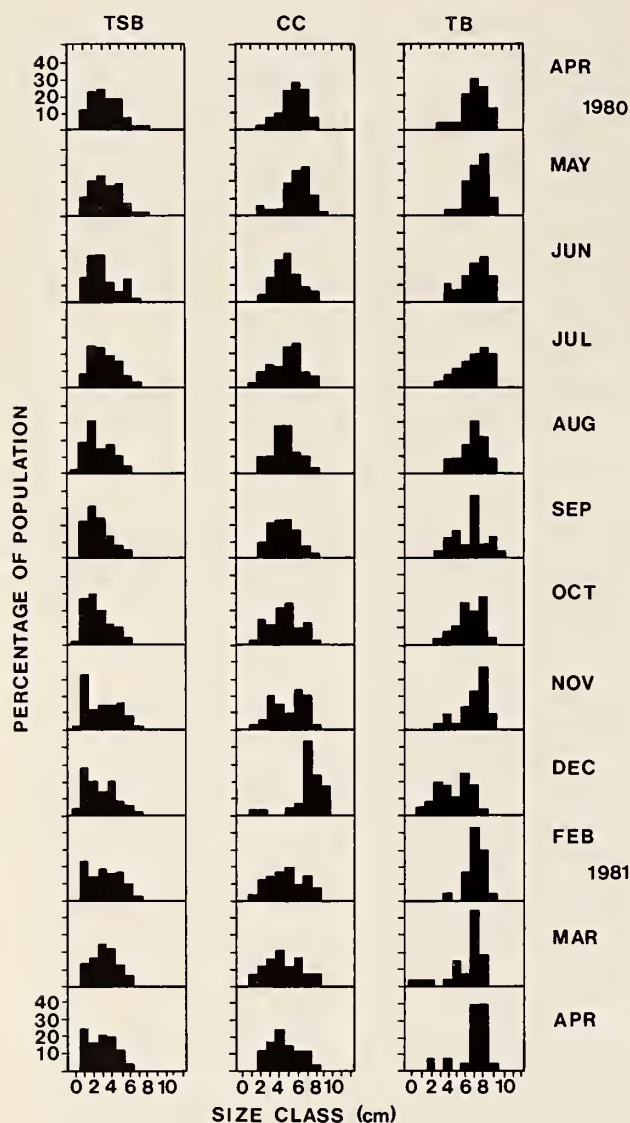 TSB CC TB
40
30
20
10
APR
1980
MAY
JUN
JUL
AUG
SEP
OCT
NOV
DEC
FEB
1981
MAR
APR
40
30
20
10
PERCENTAGE OF POPULATION
0 2 4 6 8 10 0 2 4 6 8 10 0 2 4 6 8 10
SIZE CLASS (cm)